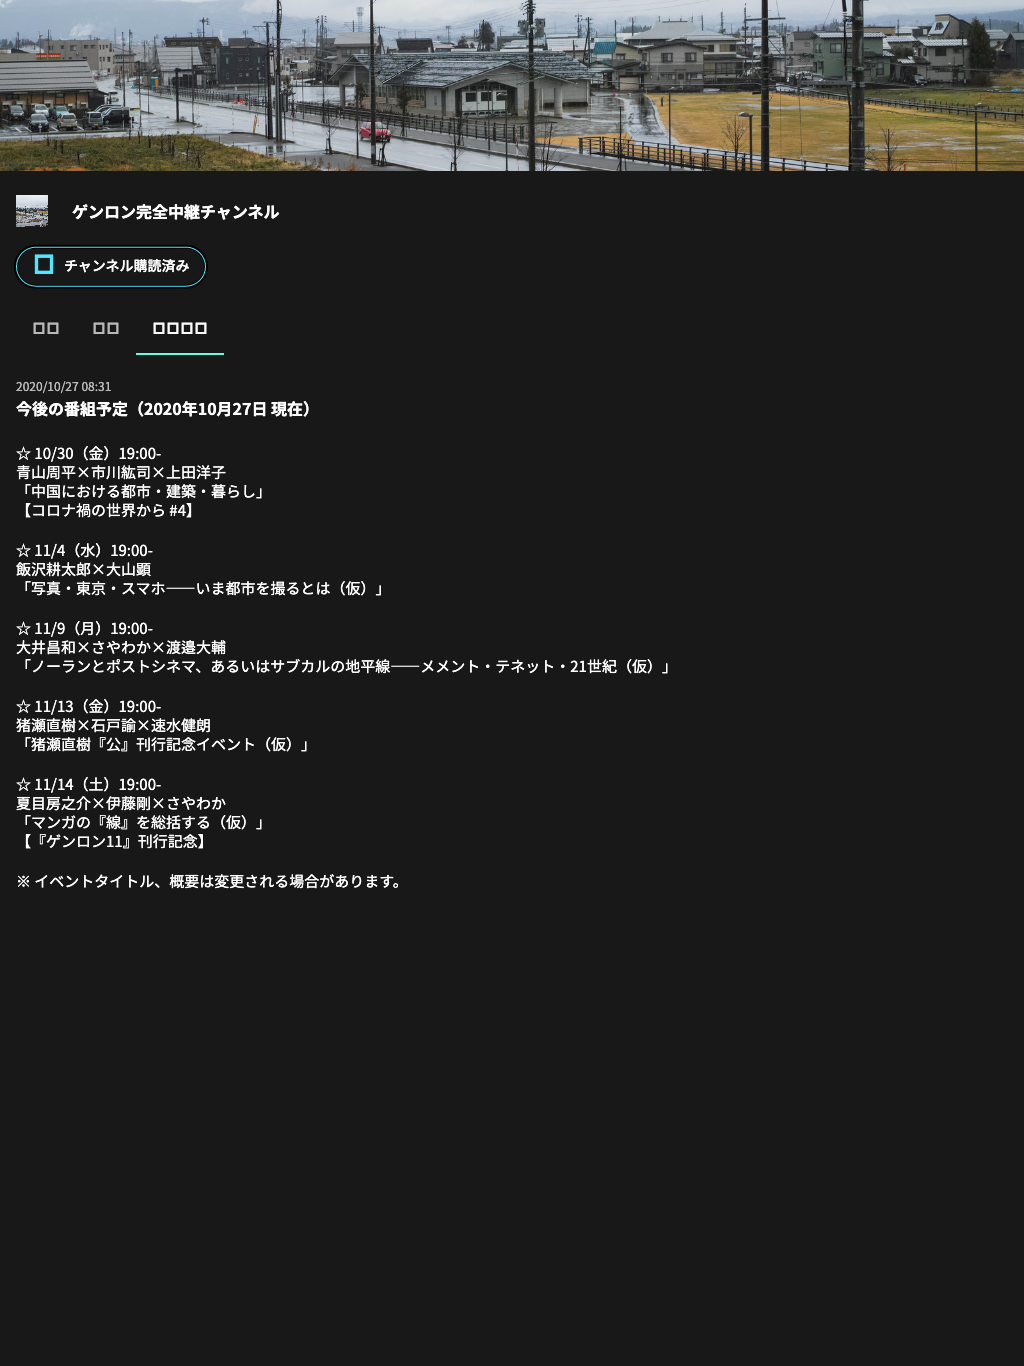 ゲンロン完全中継チャンネル
チャンネル購読済み
2020/10/27 08:31
今後の番組予定（2020年10月27日 現在）
☆ 10/30（金）19:00-
青山周平×市川紘司×上田洋子
「中国における都市・建築・暮らし」
【コロナ禍の世界から #4】
☆ 11/4（水）19:00-
飯沢耕太郎×大山顕
「写真・東京・スマホ——いま都市を撮るとは（仮）」
☆ 11/9（月）19:00-
大井昌和×さやわか×渡邉大輔
「ノーランとポストシネマ、あるいはサブカルの地平線——メメント・テネット・21世紀（仮）」
☆ 11/13（金）19:00-
猪瀬直樹×石戸諭×速水健朗
「猪瀬直樹『公』刊行記念イベント（仮）」
☆ 11/14（土）19:00-
夏目房之介×伊藤剛×さやわか
「マンガの『線』を総括する（仮）」
【『ゲンロン11』刊行記念】
※ イベントタイトル、概要は変更される場合があります。